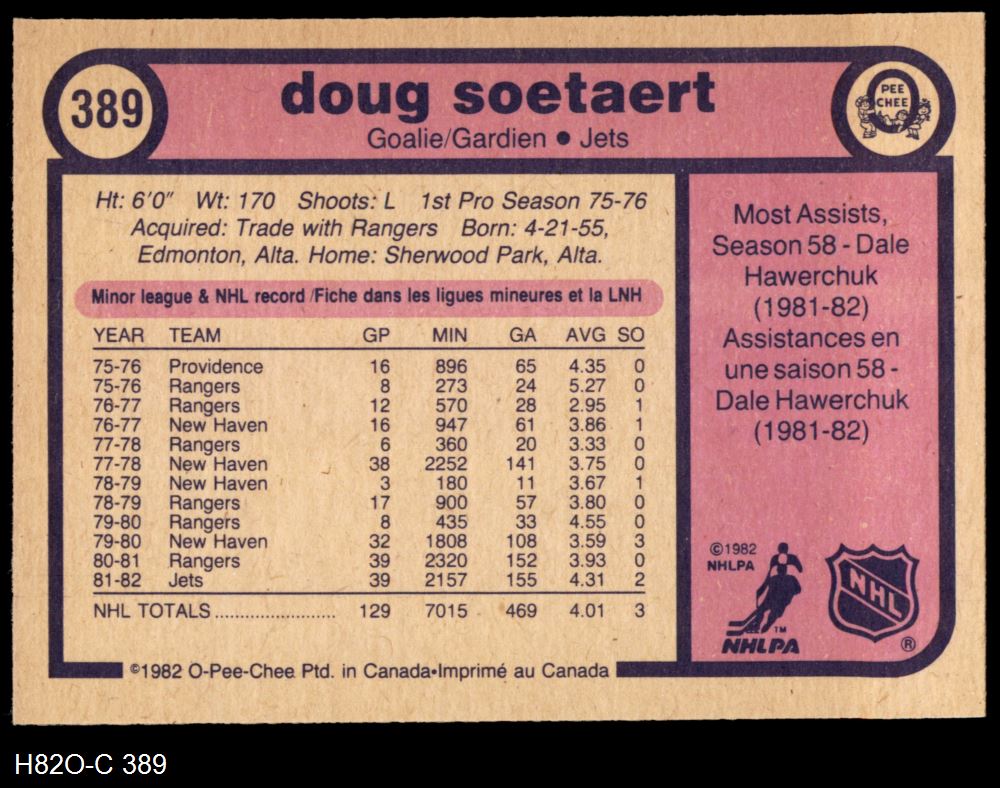 389
doug soetaert
Goalie/Gardien ● Jets
PEE
CHEE
Ht: 6'0" Wt: 170 Shoots: L 1st Pro Season 75-76
Acquired: Trade with Rangers Born: 4-21-55,
Edmonton, Alta. Home: Sherwood Park, Alta.
Minor league & NHL record/Fiche dans les ligues mineures et la LNH
YEAR TEAM GP MIN GA AVG SO
75-76 Providence 16 896 65 4.35 0
75-76 Rangers 8 273 24 5.27 0
76-77 Rangers 12 570 28 2.95 1
76-77 New Haven 16 947 61 3.86 1
77-78 Rangers 6 360 20 3.33 0
77-78 New Haven 38 2252 141 3.75 0
78-79 New Haven 3 180 11 3.67 1
78-79 Rangers 17 900 57 3.80 0
79-80 Rangers 8 435 33 4.55 0
79-80 New Haven 32 1808 108 3.59 3
80-81 Rangers 39 2320 152 3.93 0
81-82 Jets 39 2157 155 4.31 2
NHL TOTALS........................ 129 7015 469 4.01 3
Most Assists,
Season 58 - Dale
Hawerchuk
(1981-82)
Assistances en
une saison 58 -
Dale Hawerchuk
(1981-82)
©1982
NHLPA
TM
NHLPA
NHL
®
©1982 O-Pee-Chee Ptd. in Canada•Imprimé au Canada
H82O-C 389